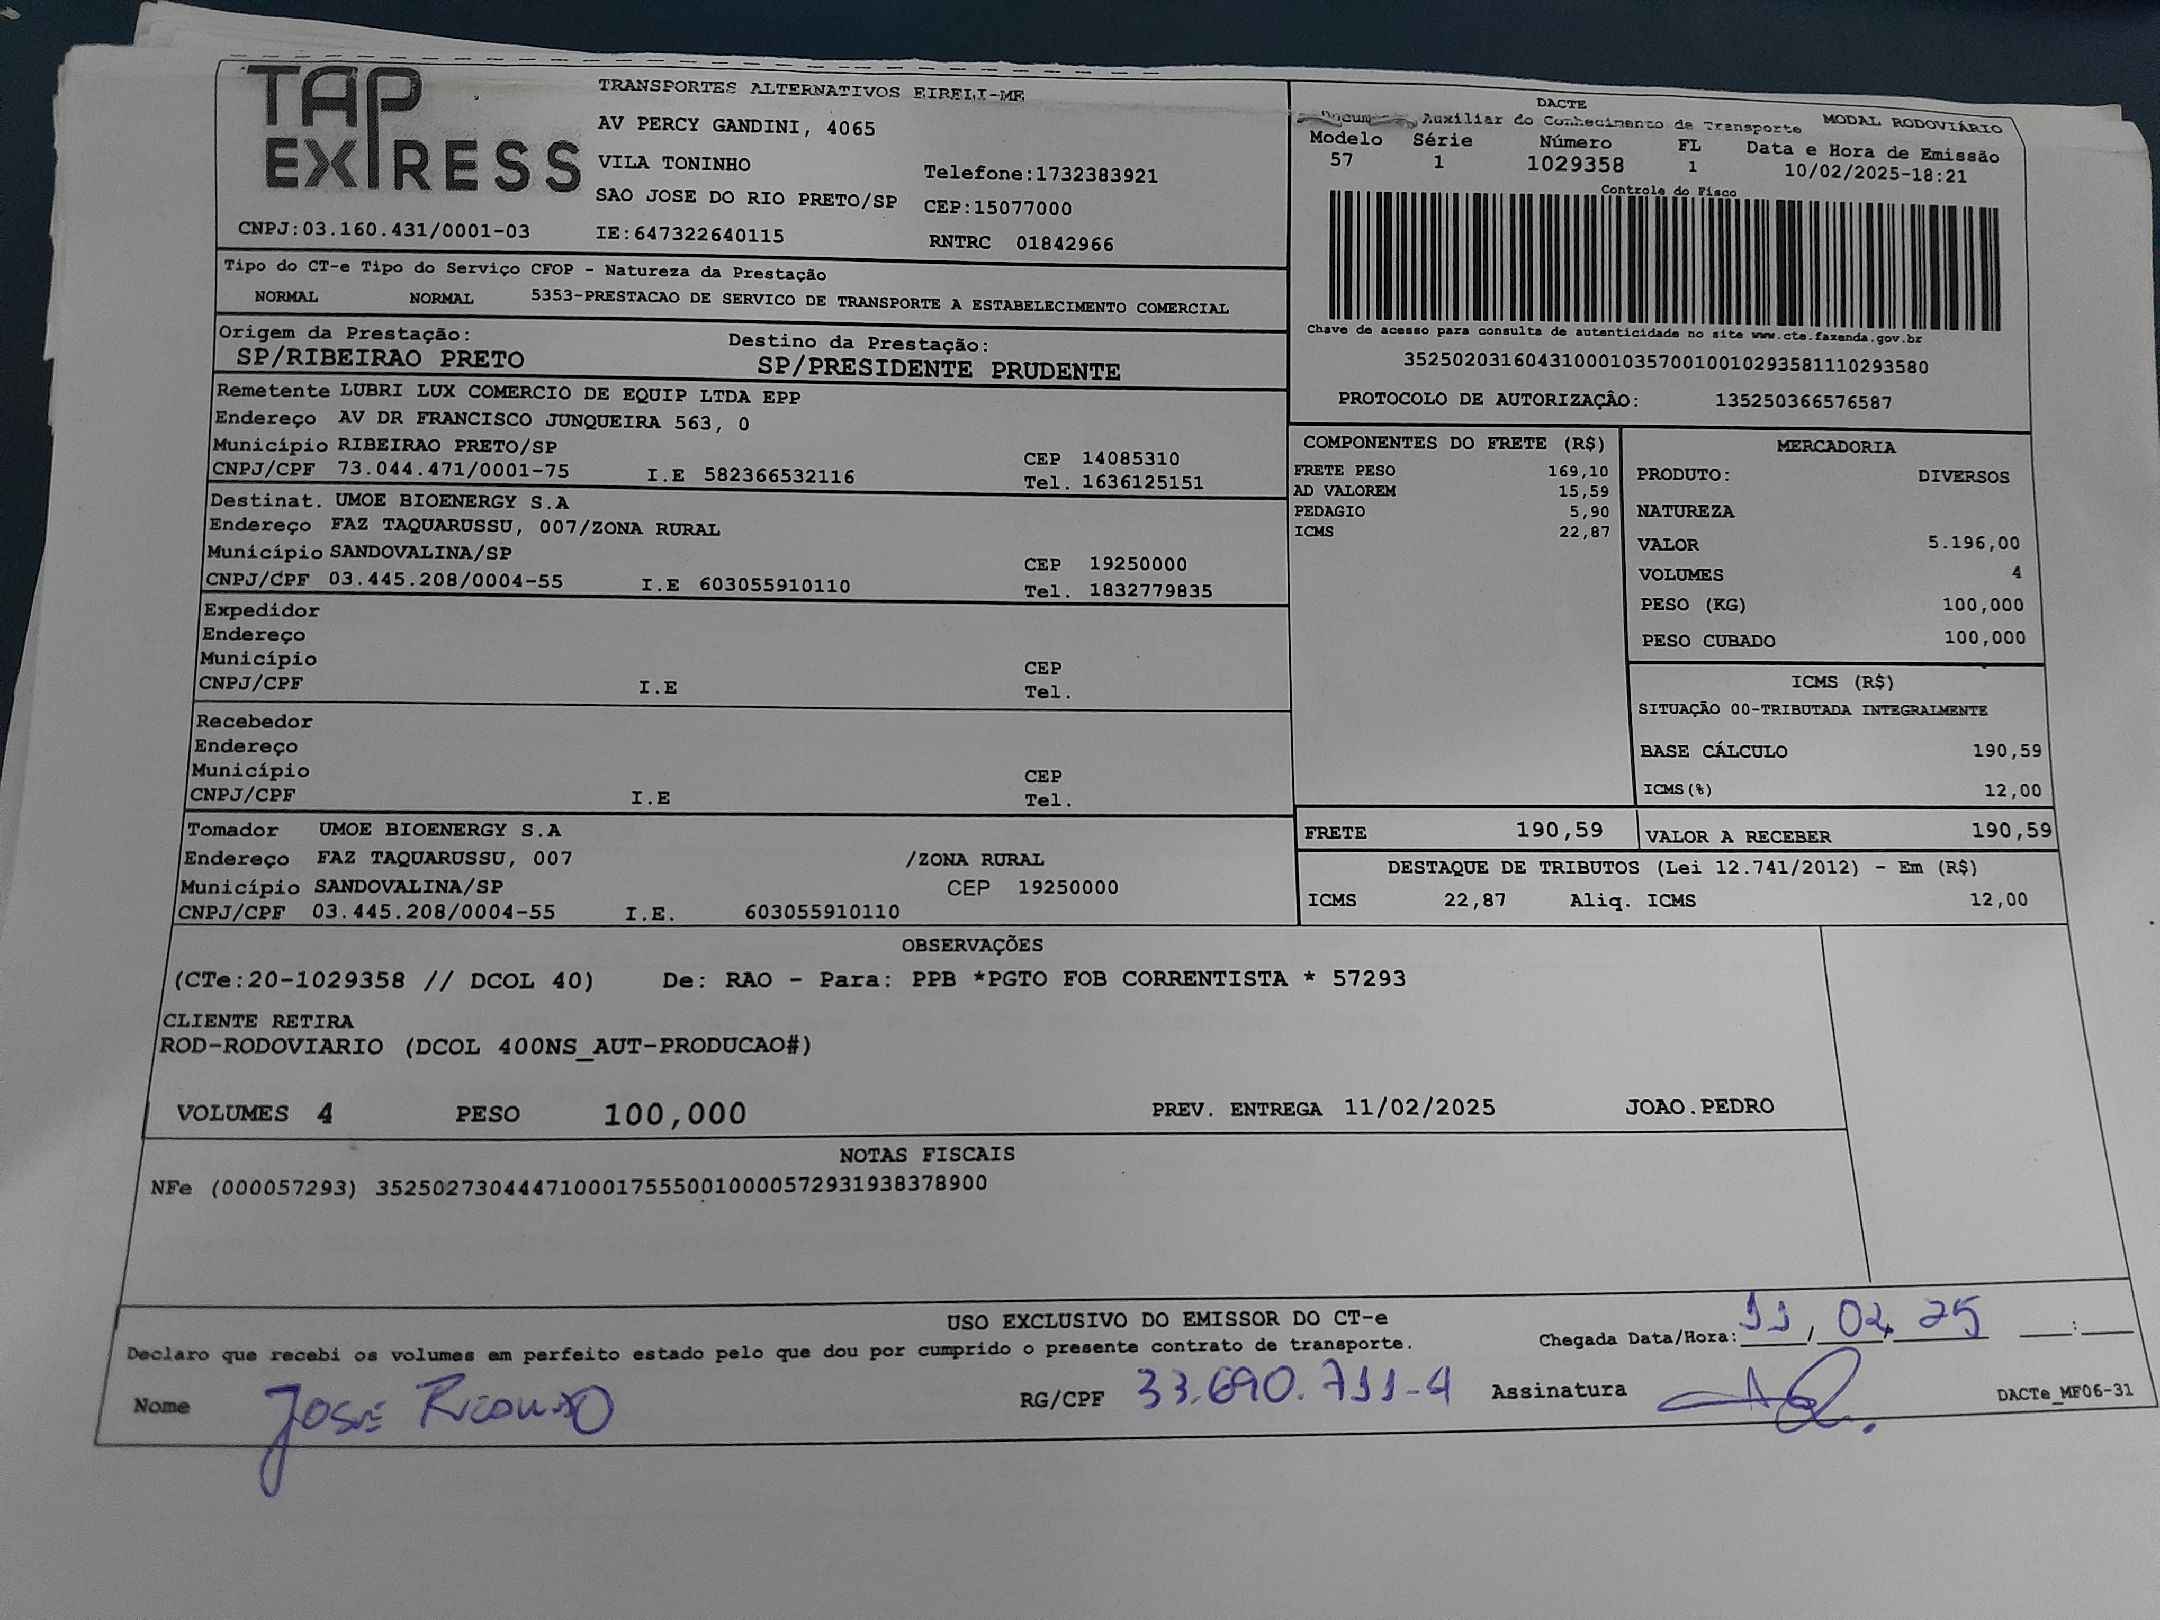 TAP
EXPRESS
TRANSPORTES ALTERNATIVOS EIRELI-ME
AV PERCY GANDINI, 4065
VILA TONINHO
Telefone:1732383921
SAO JOSE DO RIO PRETO/SP CEP:15077000
CNPJ:03.160.431/0001-03 IE:647322640115 RNTRC 01842966
DACTE
Auxiliar do Conhecimento de Transporte
MODAL RODOVIÁRIO
Modelo Série Número FL Data e Hora de Emissão
57 1 1029358 1 10/02/2025-18:21
Controle do Fisco
Chave de acesso para consulta de autenticidade no site www.cte.fazenda.gov.br
35250203160431000103570010010293581110293580
PROTOCOLO DE AUTORIZAÇÂO: 135250366576587
Tipo do CT-e Tipo do Serviço CFOP - Natureza da Prestação
NORMAL NORMAL 5353-PRESTACAO DE SERVICO DE TRANSPORTE A ESTABELECIMENTO COMERCIAL
Origem da Prestação: Destino da Prestação:
SP/RIBEIRAO PRETO SP/PRESIDENTE PRUDENTE
Remetente LUBRI LUX COMERCIO DE EQUIP LTDA EPP
Endereço AV DR FRANCISCO JUNQUEIRA 563, 0
Município RIBEIRAO PRETO/SP CEP 14085310
CNPJ/CPF 73.044.471/0001-75 I.E 582366532116 Tel. 1636125151
Destinat. UMOE BIOENERGY S.A
Endereço FAZ TAQUARUSSU, 007/ZONA RURAL
Município SANDOVALINA/SP CEP 19250000
CNPJ/CPF 03.445.208/0004-55 I.E 603055910110 Tel. 1832779835
Expedidor
Endereço
Município CEP
CNPJ/CPF I.E Tel.
Recebedor
Endereço
Município CEP
CNPJ/CPF I.E Tel.
Tomador UMOE BIOENERGY S.A
Endereço FAZ TAQUARUSSU, 007 /ZONA RURAL
Município SANDOVALINA/SP CEP 19250000
CNPJ/CPF 03.445.208/0004-55 I.E. 603055910110
COMPONENTES DO FRETE (R$)
FRETE PESO 169,10
AD VALOREM 15,59
PEDAGIO 5,90
ICMS 22,87
MERCADORIA
PRODUTO: DIVERSOS
NATUREZA
VALOR 5.196,00
VOLUMES 4
PESO (KG) 100,000
PESO CUBADO 100,000
ICMS (R$)
SITUAÇÃO 00-TRIBUTADA INTEGRALMENTE
BASE CÁLCULO 190,59
ICMS(%) 12,00
FRETE 190,59 VALOR A RECEBER 190,59
DESTAQUE DE TRIBUTOS (Lei 12.741/2012) - Em (R$)
ICMS 22,87 Aliq. ICMS 12,00
OBSERVAÇÕES
(CTe:20-1029358 // DCOL 40) De: RAO - Para: PPB *PGTO FOB CORRENTISTA * 57293
CLIENTE RETIRA
ROD-RODOVIARIO (DCOL 400NS_AUT-PRODUCAO#)
VOLUMES 4 PESO 100,000 PREV. ENTREGA 11/02/2025 JOAO.PEDRO
NOTAS FISCAIS
NFe (000057293) 35250273044471000175550010000572931938378900
USO EXCLUSIVO DO EMISSOR DO CT-e
Declaro que recebi os volumes em perfeito estado pelo que dou por cumprido o presente contrato de transporte.
Chegada Data/Hora: 11/02/25 :
Nome JOSÉ RICARDO RG/CPF 33.690.711-4 Assinatura
DACTe_MF06-31